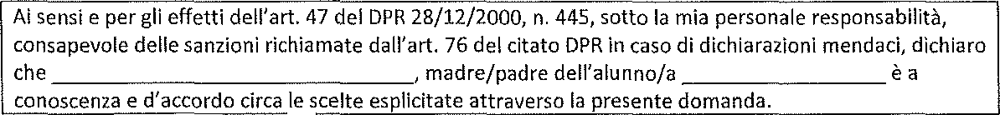 Ai sensi e per gli effetti dell'art. 47 del DPR 28/12/2000, n. 445, sotto la mia personale responsabilità,
consapevole delle sanzioni richiamate dall'art. 76 del citato DPR in caso di dichiarazioni mendaci, dichiaro
che ______________________________, madre/padre dell'alunno/a _________________ è a
conoscenza e d'accordo circa le scelte esplicitate attraverso la presente domanda.